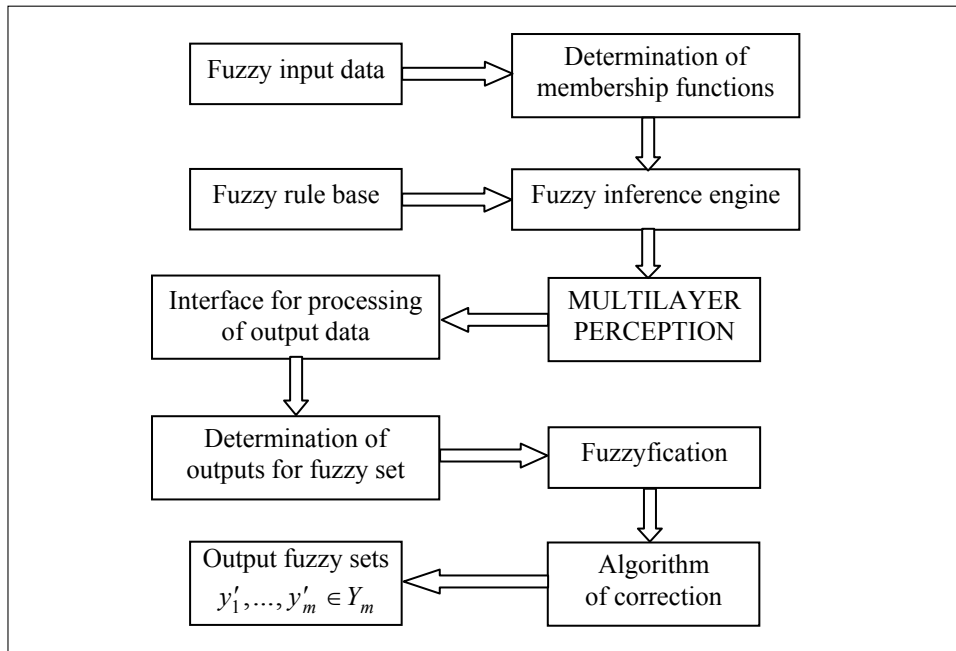 Fuzzy input data
Determination of
membership functions
Fuzzy rule base
Fuzzy inference engine
Interface for processing
of output data
MULTILAYER
PERCEPTION
Determination of
outputs for fuzzy set
Fuzzyfication
Output fuzzy sets
y′₁,..., y′ₘ ∈ Yₘ
Algorithm
of correction